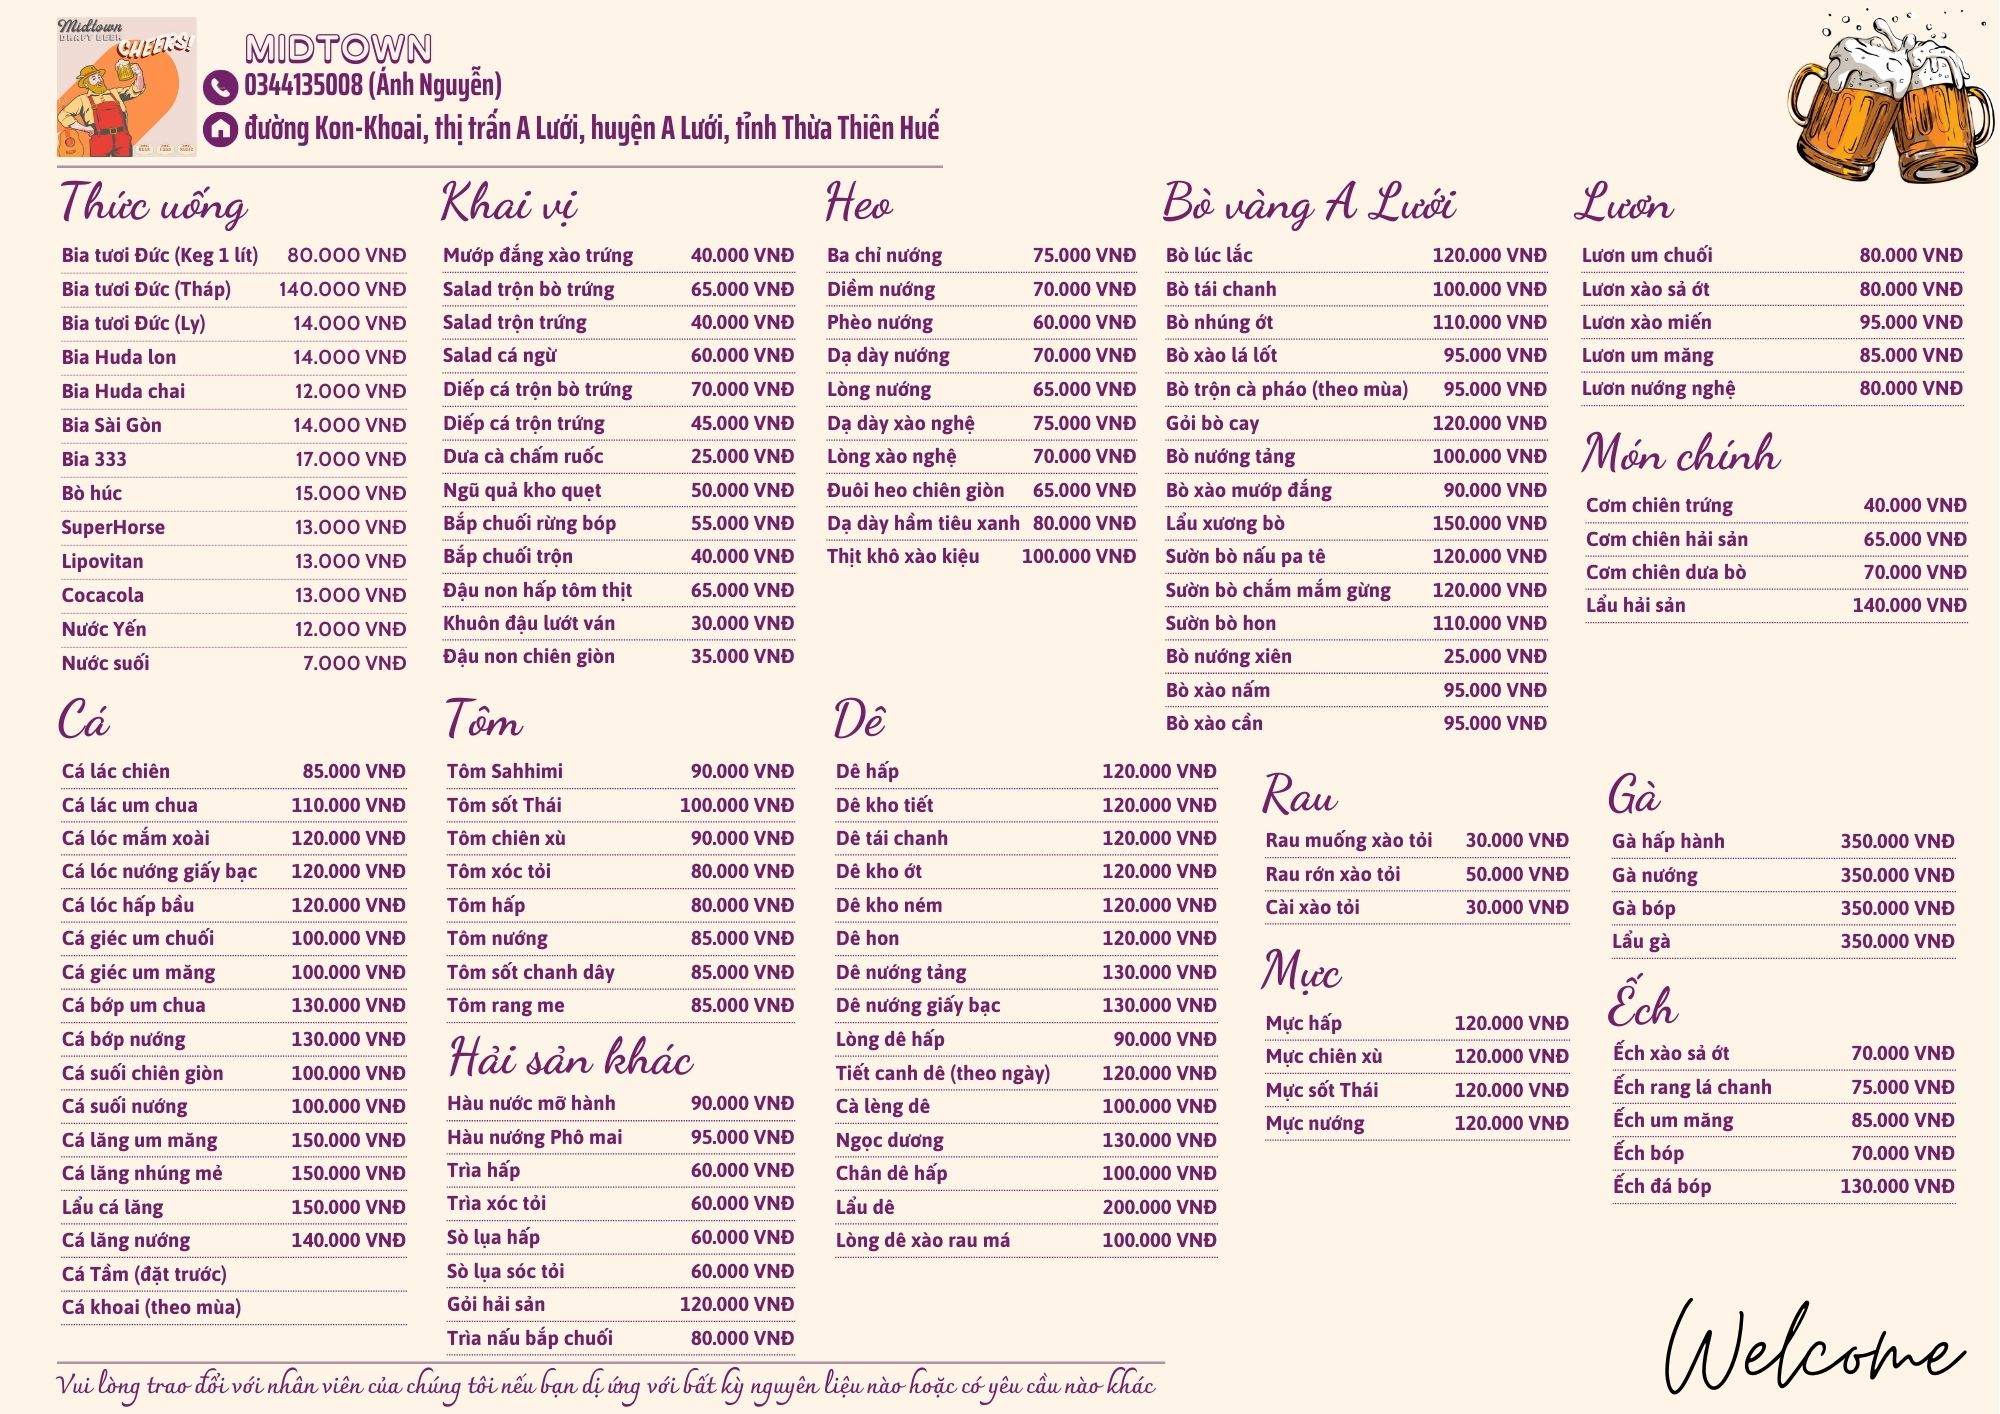 Midtown
DRAFT BEER
CHEERS!
MIDTOWN
0344135008 (Ánh Nguyễn)
đường Kon-Khoai, thị trấn A Lưới, huyện A Lưới, tỉnh Thừa Thiên Huế
Thức uống
Bia tươi Đức (Keg 1 lít) 80.000 VNĐ
Bia tươi Đức (Tháp) 140.000 VNĐ
Bia tươi Đức (Ly) 14.000 VNĐ
Bia Huda lon 14.000 VNĐ
Bia Huda chai 12.000 VNĐ
Bia Sài Gòn 14.000 VNĐ
Bia 333 17.000 VNĐ
Bò húc 15.000 VNĐ
SuperHorse 13.000 VNĐ
Lipovitan 13.000 VNĐ
Cocacola 13.000 VNĐ
Nước Yến 12.000 VNĐ
Nước suối 7.000 VNĐ
Khai vị
Mướp đắng xào trứng 40.000 VNĐ
Salad trộn bò trứng 65.000 VNĐ
Salad trộn trứng 40.000 VNĐ
Salad cá ngừ 60.000 VNĐ
Diếp cá trộn bò trứng 70.000 VNĐ
Diếp cá trộn trứng 45.000 VNĐ
Dưa cà chấm ruốc 25.000 VNĐ
Ngũ quả kho quẹt 50.000 VNĐ
Bắp chuối rừng bóp 55.000 VNĐ
Bắp chuối trộn 40.000 VNĐ
Đậu non hấp tôm thịt 65.000 VNĐ
Khuôn đậu lướt ván 30.000 VNĐ
Đậu non chiên giòn 35.000 VNĐ
Heo
Ba chỉ nướng 75.000 VNĐ
Diềm nướng 70.000 VNĐ
Phèo nướng 60.000 VNĐ
Dạ dày nướng 70.000 VNĐ
Lòng nướng 65.000 VNĐ
Dạ dày xào nghệ 75.000 VNĐ
Lòng xào nghệ 70.000 VNĐ
Đuôi heo chiên giòn 65.000 VNĐ
Dạ dày hầm tiêu xanh 80.000 VNĐ
Thịt khô xào kiệu 100.000 VNĐ
Bò vàng A Lưới
Bò lúc lắc 120.000 VNĐ
Bò tái chanh 100.000 VNĐ
Bò nhúng ớt 110.000 VNĐ
Bò xào lá lốt 95.000 VNĐ
Bò trộn cà pháo (theo mùa) 95.000 VNĐ
Gỏi bò cay 120.000 VNĐ
Bò nướng tảng 100.000 VNĐ
Bò xào mướp đắng 90.000 VNĐ
Lẩu xương bò 150.000 VNĐ
Sườn bò nấu pa tê 120.000 VNĐ
Sườn bò chắm mắm gừng 120.000 VNĐ
Sườn bò hon 110.000 VNĐ
Bò nướng xiên 25.000 VNĐ
Bò xào nấm 95.000 VNĐ
Bò xào cần 95.000 VNĐ
Lươn
Lươn um chuối 80.000 VNĐ
Lươn xào sả ớt 80.000 VNĐ
Lươn xào miến 95.000 VNĐ
Lươn um măng 85.000 VNĐ
Lươn nướng nghệ 80.000 VNĐ
Món chính
Cơm chiên trứng 40.000 VNĐ
Cơm chiên hải sản 65.000 VNĐ
Cơm chiên dưa bò 70.000 VNĐ
Lẩu hải sản 140.000 VNĐ
Cá
Cá lác chiên 85.000 VNĐ
Cá lác um chua 110.000 VNĐ
Cá lóc mắm xoài 120.000 VNĐ
Cá lóc nướng giấy bạc 120.000 VNĐ
Cá lóc hấp bầu 120.000 VNĐ
Cá giéc um chuối 100.000 VNĐ
Cá giéc um măng 100.000 VNĐ
Cá bớp um chua 130.000 VNĐ
Cá bớp nướng 130.000 VNĐ
Cá suối chiên giòn 100.000 VNĐ
Cá suối nướng 100.000 VNĐ
Cá lăng um măng 150.000 VNĐ
Cá lăng nhúng mẻ 150.000 VNĐ
Lẩu cá lăng 150.000 VNĐ
Cá lăng nướng 140.000 VNĐ
Cá Tầm (đặt trước)
Cá khoai (theo mùa)
Tôm
Tôm Sahhimi 90.000 VNĐ
Tôm sốt Thái 100.000 VNĐ
Tôm chiên xù 90.000 VNĐ
Tôm xóc tỏi 80.000 VNĐ
Tôm hấp 80.000 VNĐ
Tôm nướng 85.000 VNĐ
Tôm sốt chanh dây 85.000 VNĐ
Tôm rang me 85.000 VNĐ
Hải sản khác
Hàu nước mỡ hành 90.000 VNĐ
Hàu nướng Phô mai 95.000 VNĐ
Trìa hấp 60.000 VNĐ
Trìa xóc tỏi 60.000 VNĐ
Sò lụa hấp 60.000 VNĐ
Sò lụa sóc tỏi 60.000 VNĐ
Gỏi hải sản 120.000 VNĐ
Trìa nấu bắp chuối 80.000 VNĐ
Dê
Dê hấp 120.000 VNĐ
Dê kho tiết 120.000 VNĐ
Dê tái chanh 120.000 VNĐ
Dê kho ớt 120.000 VNĐ
Dê kho ném 120.000 VNĐ
Dê hon 120.000 VNĐ
Dê nướng tảng 130.000 VNĐ
Dê nướng giấy bạc 130.000 VNĐ
Lòng dê hấp 90.000 VNĐ
Tiết canh dê (theo ngày) 120.000 VNĐ
Cà lèng dê 100.000 VNĐ
Ngọc dương 130.000 VNĐ
Chân dê hấp 100.000 VNĐ
Lẩu dê 200.000 VNĐ
Lòng dê xào rau má 100.000 VNĐ
Rau
Rau muống xào tỏi 30.000 VNĐ
Rau rớn xào tỏi 50.000 VNĐ
Cài xào tỏi 30.000 VNĐ
Mực
Mực hấp 120.000 VNĐ
Mực chiên xù 120.000 VNĐ
Mực sốt Thái 120.000 VNĐ
Mực nướng 120.000 VNĐ
Gà
Gà hấp hành 350.000 VNĐ
Gà nướng 350.000 VNĐ
Gà bóp 350.000 VNĐ
Lẩu gà 350.000 VNĐ
Ếch
Ếch xào sả ớt 70.000 VNĐ
Ếch rang lá chanh 75.000 VNĐ
Ếch um măng 85.000 VNĐ
Ếch bóp 70.000 VNĐ
Ếch đá bóp 130.000 VNĐ
Vui lòng trao đổi với nhân viên của chúng tôi nếu bạn dị ứng với bất kỳ nguyên liệu nào hoặc có yêu cầu nào khác
Welcome